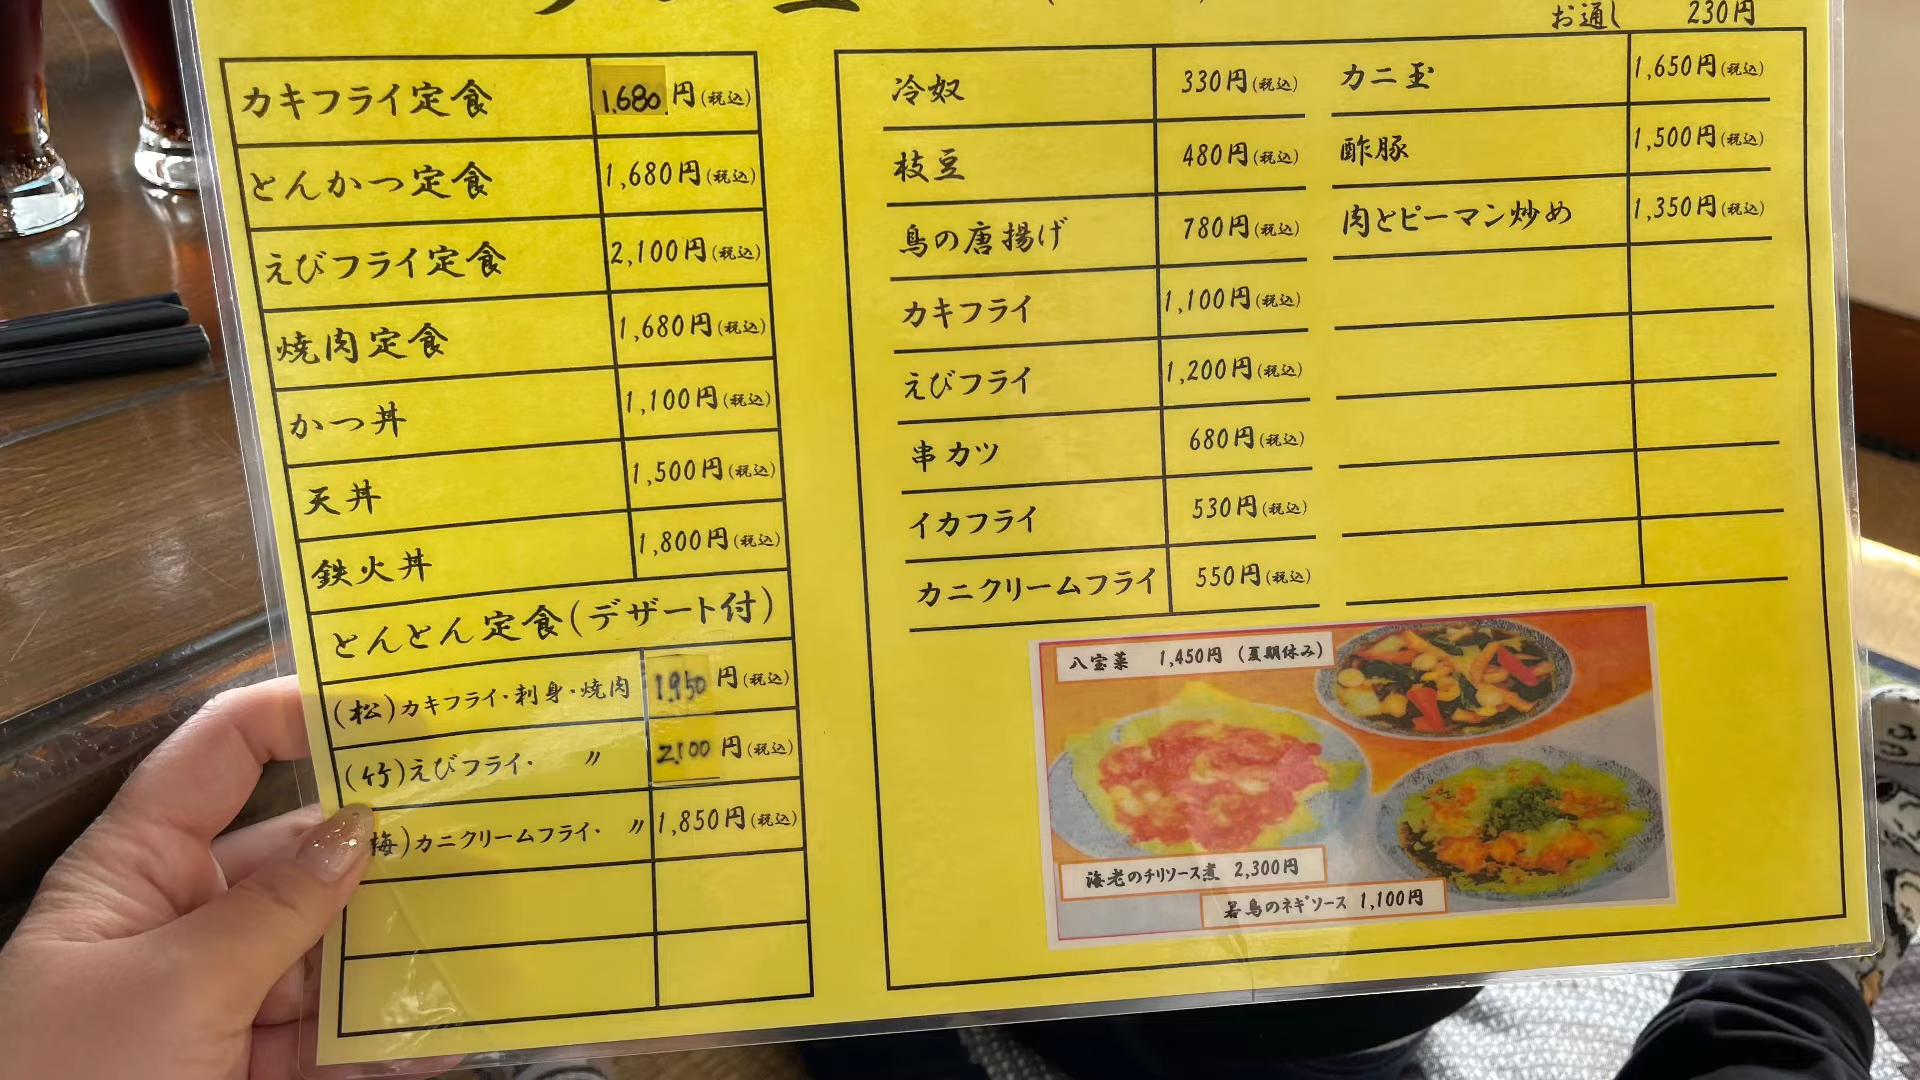 お通し 230円
カキフライ定食 1,680円(税込)
とんかつ定食 1,680円(税込)
えびフライ定食 2,100円(税込)
焼肉定食 1,680円(税込)
かつ丼 1,100円(税込)
天丼 1,500円(税込)
鉄火丼 1,800円(税込)
とんとん定食(デザート付)
(松)カキフライ・刺身・焼肉 1,950円(税込)
(竹)えびフライ・ 〃 2,100円(税込)
梅)カニクリームフライ・ 〃 1,850円(税込)
冷奴 330円(税込)
枝豆 480円(税込)
鳥の唐揚げ 780円(税込)
カキフライ 1,100円(税込)
えびフライ 1,200円(税込)
串カツ 680円(税込)
イカフライ 530円(税込)
カニクリームフライ 550円(税込)
カニ玉 1,650円(税込)
酢豚 1,500円(税込)
肉とピーマン炒め 1,350円(税込)
八宝菜 1,450円 (夏期休み)
海老のチリソース煮 2,300円
若鳥のネギソース 1,100円